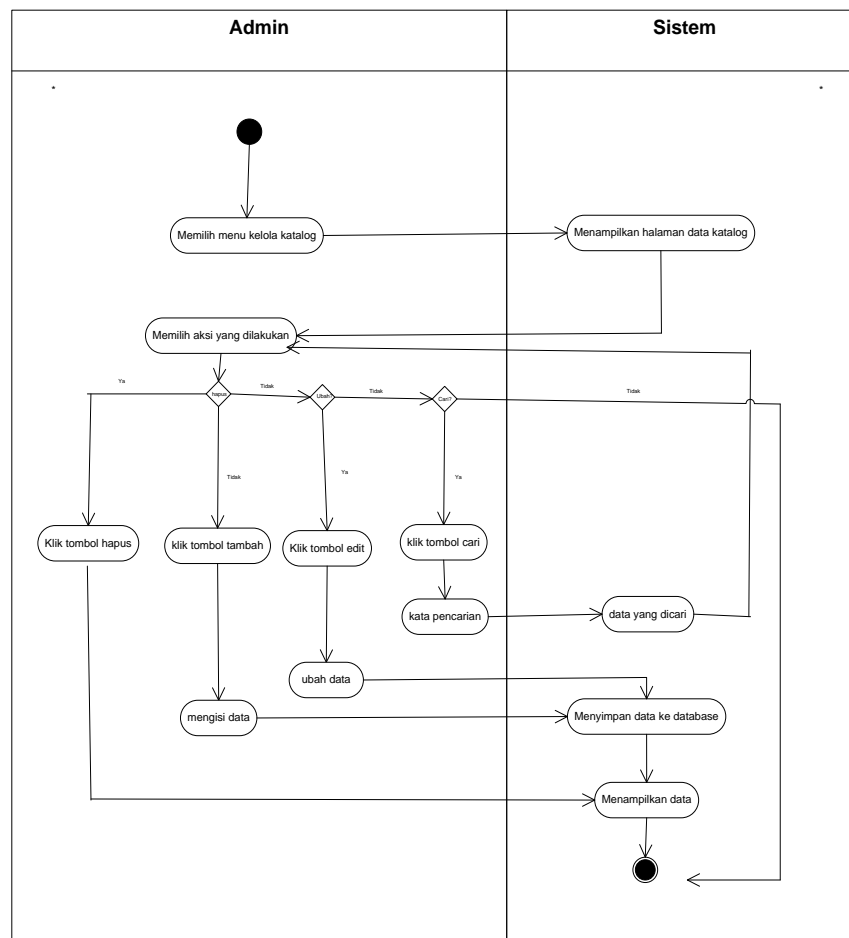 Admin
Sistem
Memilih menu kelola katalog
Menampilkan halaman data katalog
Memilih aksi yang dilakukan
Ya
hapus
Tidak
Ubah?
Tidak
Cari?
Tidak
Tidak
Ya
Ya
Klik tombol hapus
klik tombol tambah
Klik tombol edit
klik tombol cari
kata pencarian
data yang dicari
ubah data
mengisi data
Menyimpan data ke database
Menampilkan data